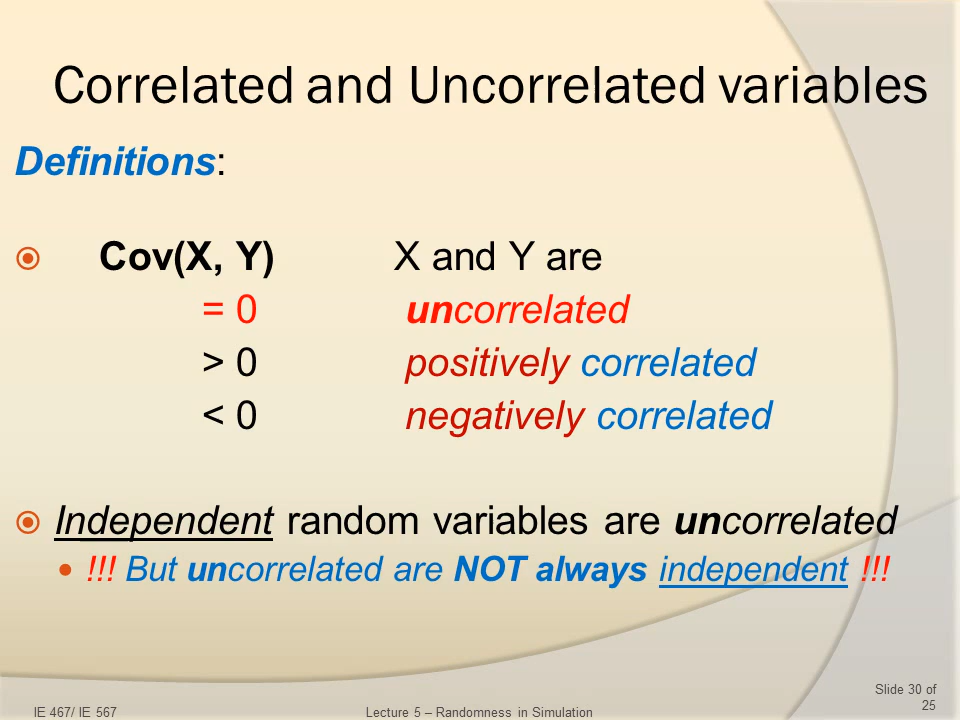 Correlated and Uncorrelated variables
Definitions:
Cov(X, Y) X and Y are
= 0 uncorrelated
> 0 positively correlated
< 0 negatively correlated
Independent random variables are uncorrelated
!!! But uncorrelated are NOT always independent !!!
Slide 30 of
25
IE 467/ IE 567 Lecture 5 – Randomness in Simulation